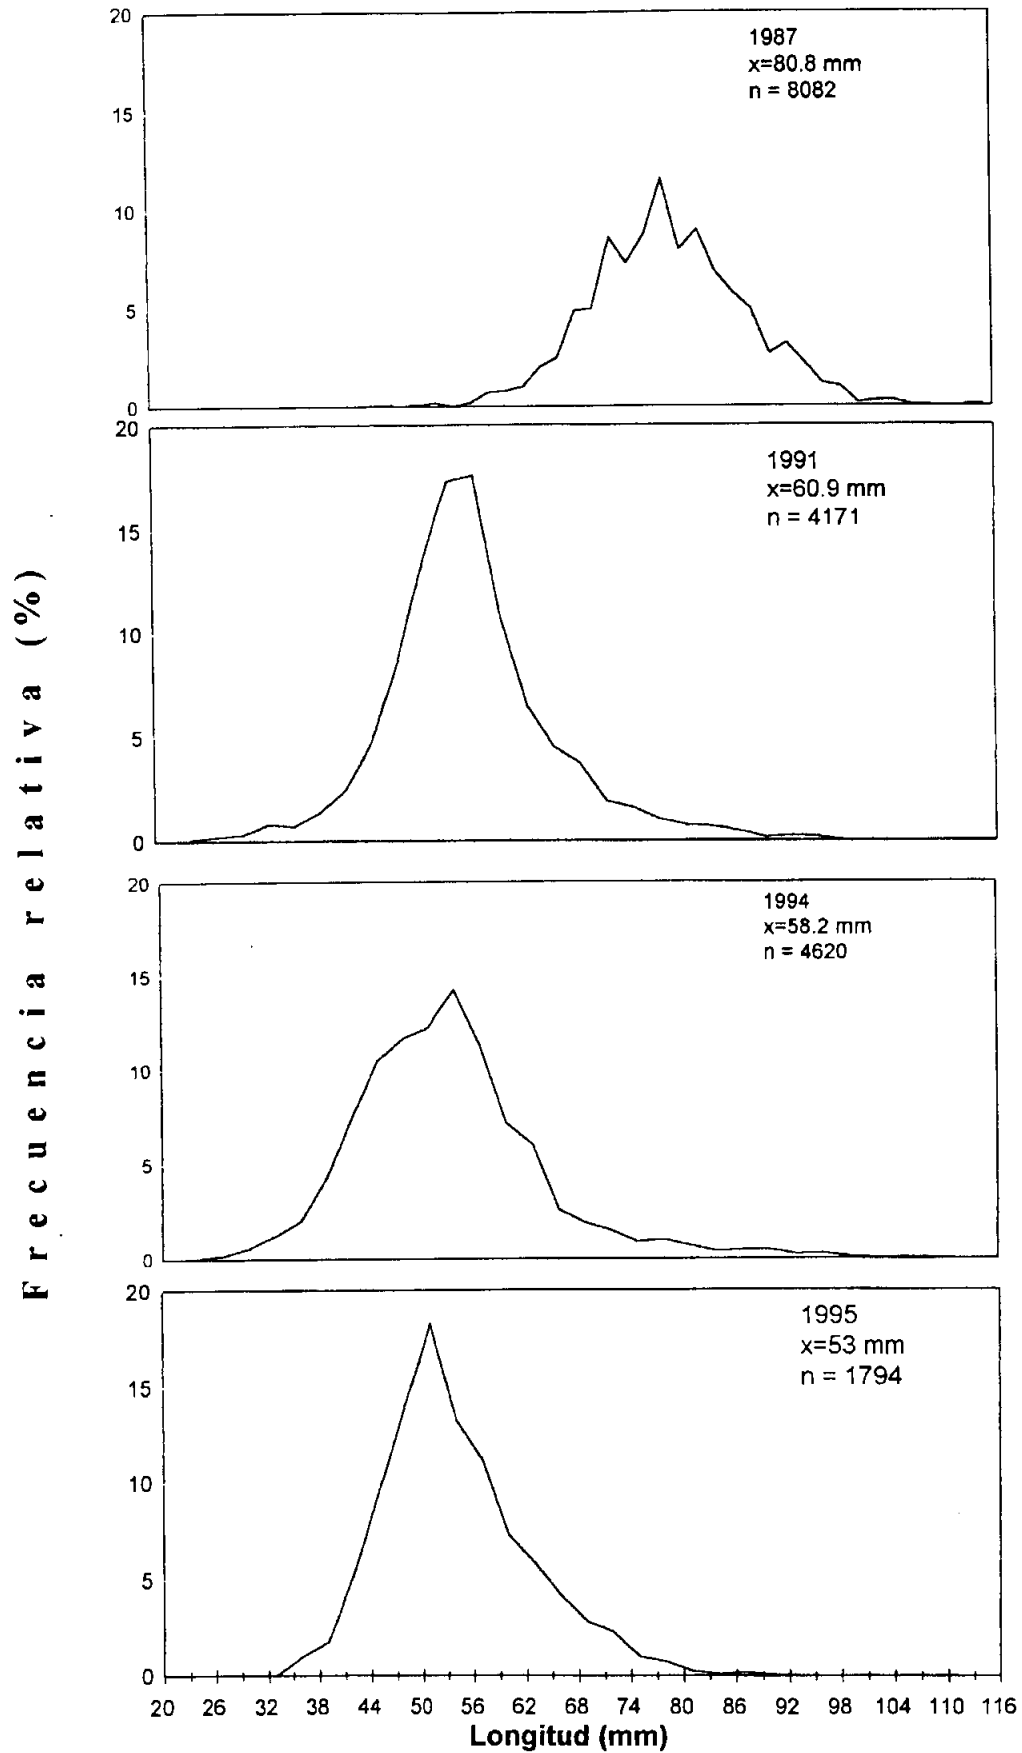 Frecuencia relativa (%)
20
15
10
5
0
1987
x=80.8 mm
n = 8082
20
15
10
5
0
1991
x=60.9 mm
n = 4171
20
15
10
5
0
1994
x=58.2 mm
n = 4620
20
15
10
5
0
1995
x=53 mm
n = 1794
20 26 32 38 44 50 56 62 68 74 80 86 92 98 104 110 116
Longitud (mm)